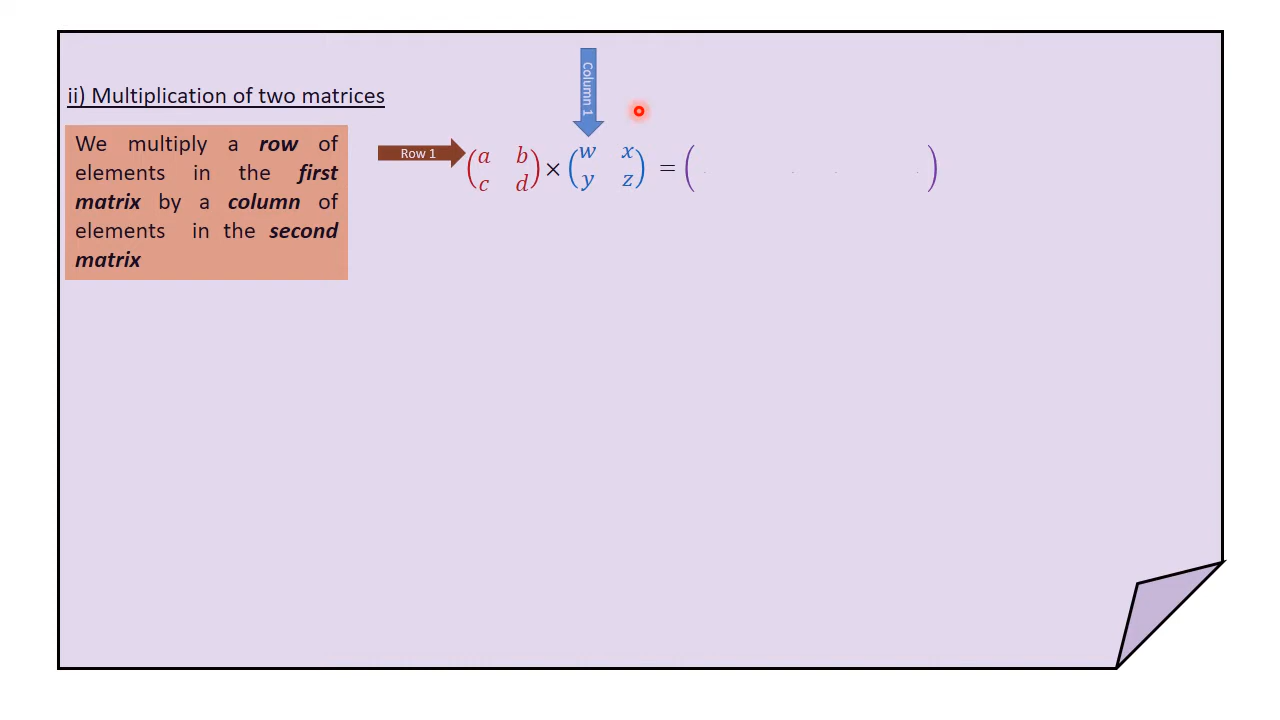 ii) Multiplication of two matrices
We multiply a row of
elements in the first
matrix by a column of
elements in the second
matrix
Column 1
Row 1
(a b) × (w x) = ( )
(c d) (y z)